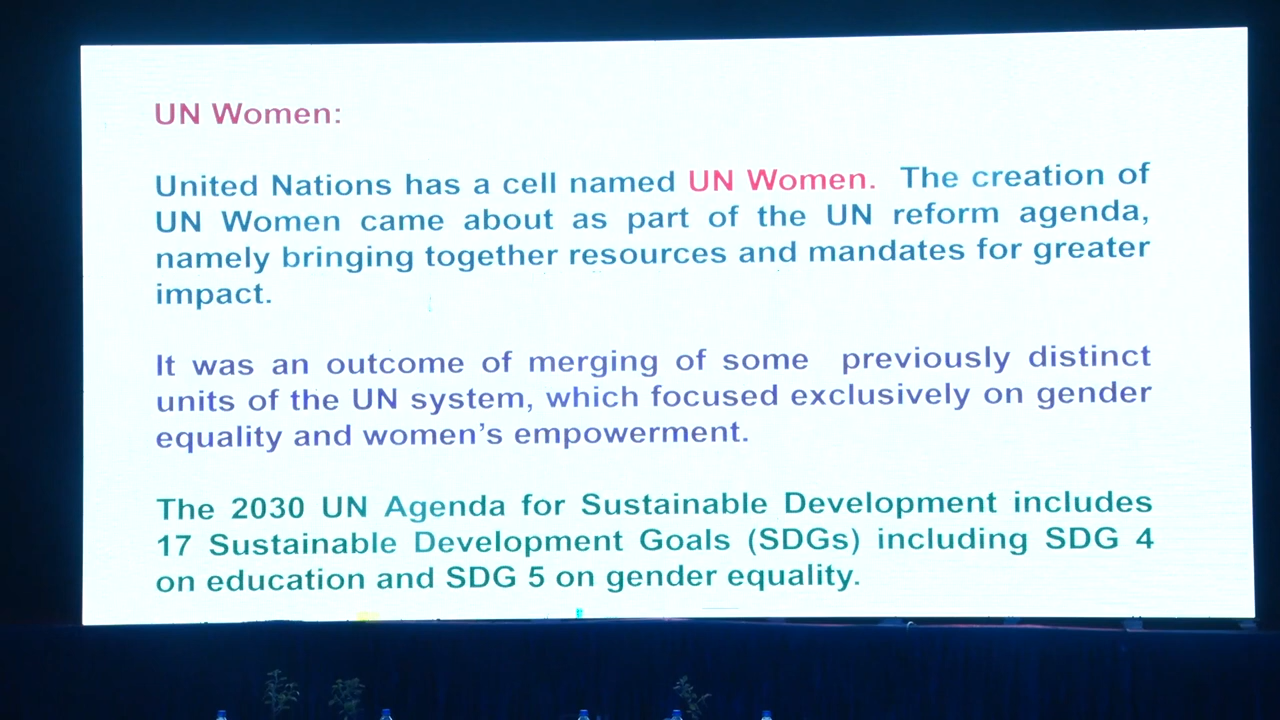 UN Women:
United Nations has a cell named UN Women. The creation of
UN Women came about as part of the UN reform agenda,
namely bringing together resources and mandates for greater
impact.
It was an outcome of merging of some previously distinct
units of the UN system, which focused exclusively on gender
equality and women’s empowerment.
The 2030 UN Agenda for Sustainable Development includes
17 Sustainable Development Goals (SDGs) including SDG 4
on education and SDG 5 on gender equality.